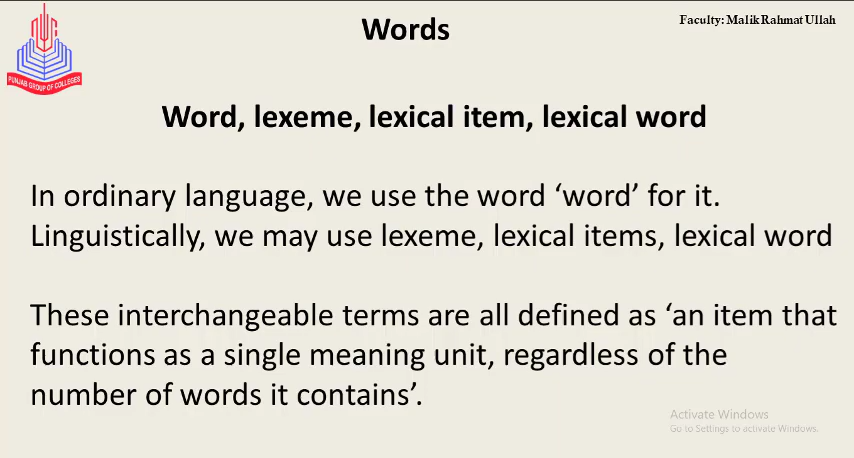 Words
Faculty: Malik Rahmat Ullah
PUNJAB GROUP OF COLLEGES
Word, lexeme, lexical item, lexical word
In ordinary language, we use the word ‘word’ for it.
Linguistically, we may use lexeme, lexical items, lexical word
These interchangeable terms are all defined as ‘an item that
functions as a single meaning unit, regardless of the
number of words it contains’.
Activate Windows
Go to Settings to activate Windows.